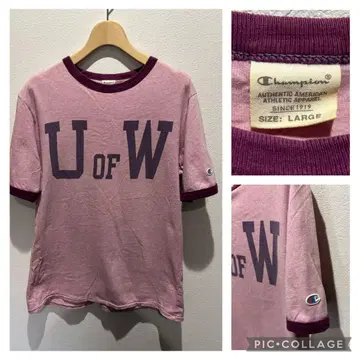 U OF W
Champion
AUTHENTIC AMERICAN
ATHLETIC APPAREL
SINCE 1919
SIZE: LARGE
OF W
PIC•COLLAGE